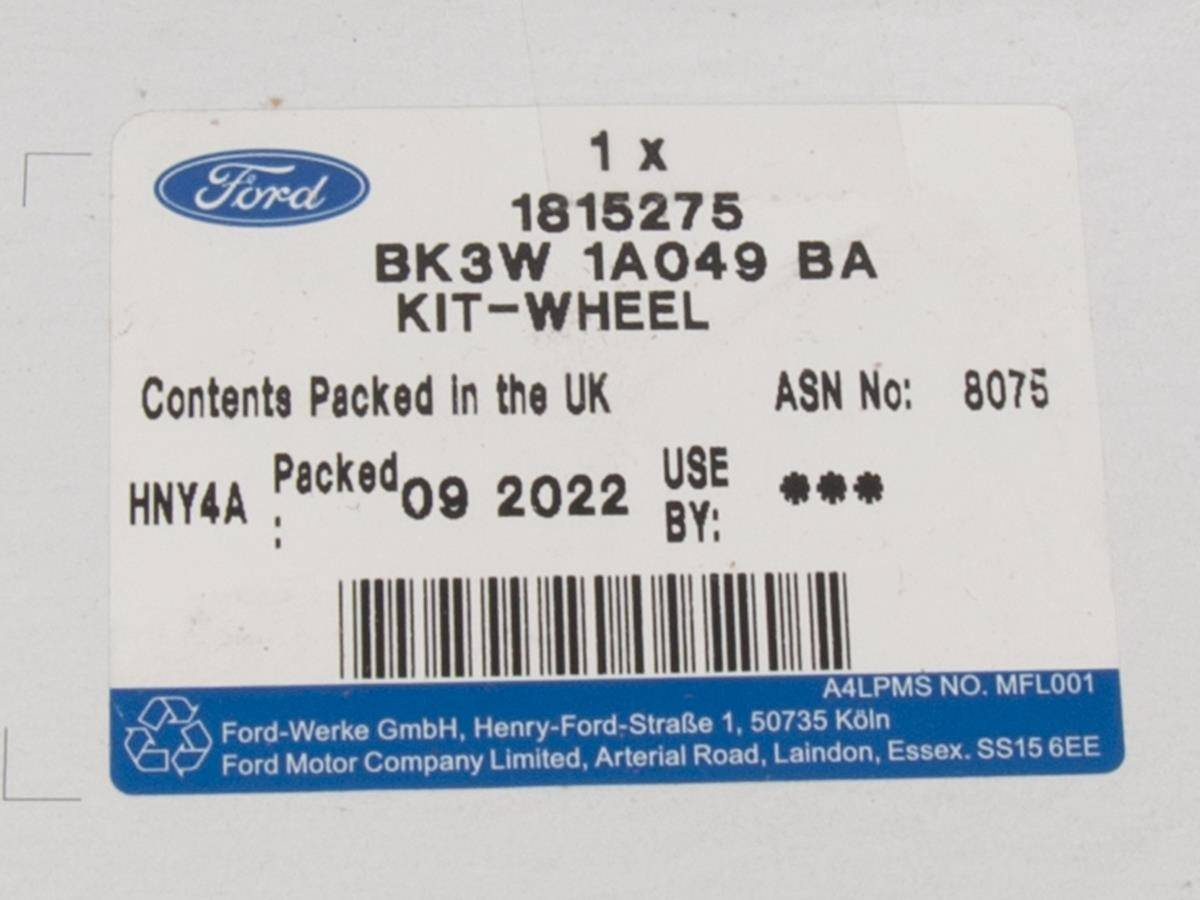 Ford
1 x
1815275
BK3W 1A049 BA
KIT-WHEEL
Contents Packed in the UK ASN No: 8075
HNY4A Packed : 09 2022 USE BY: ***
A4LPMS NO. MFL001
Ford-Werke GmbH, Henry-Ford-Straße 1, 50735 Köln
Ford Motor Company Limited, Arterial Road, Laindon, Essex. SS15 6EE